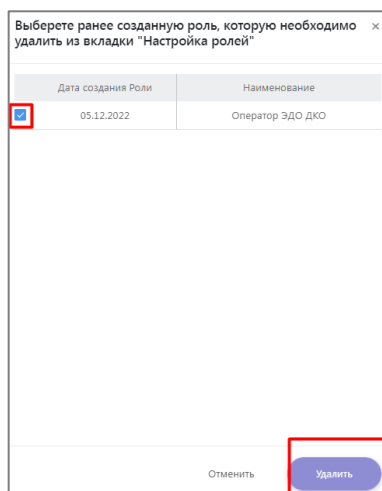 Выберете ранее созданную роль, которую необходимо ×
удалить из вкладки "Настройка ролей"
Дата создания Роли Наименование
05.12.2022 Оператор ЭДО ДКО
Отменить Удалить